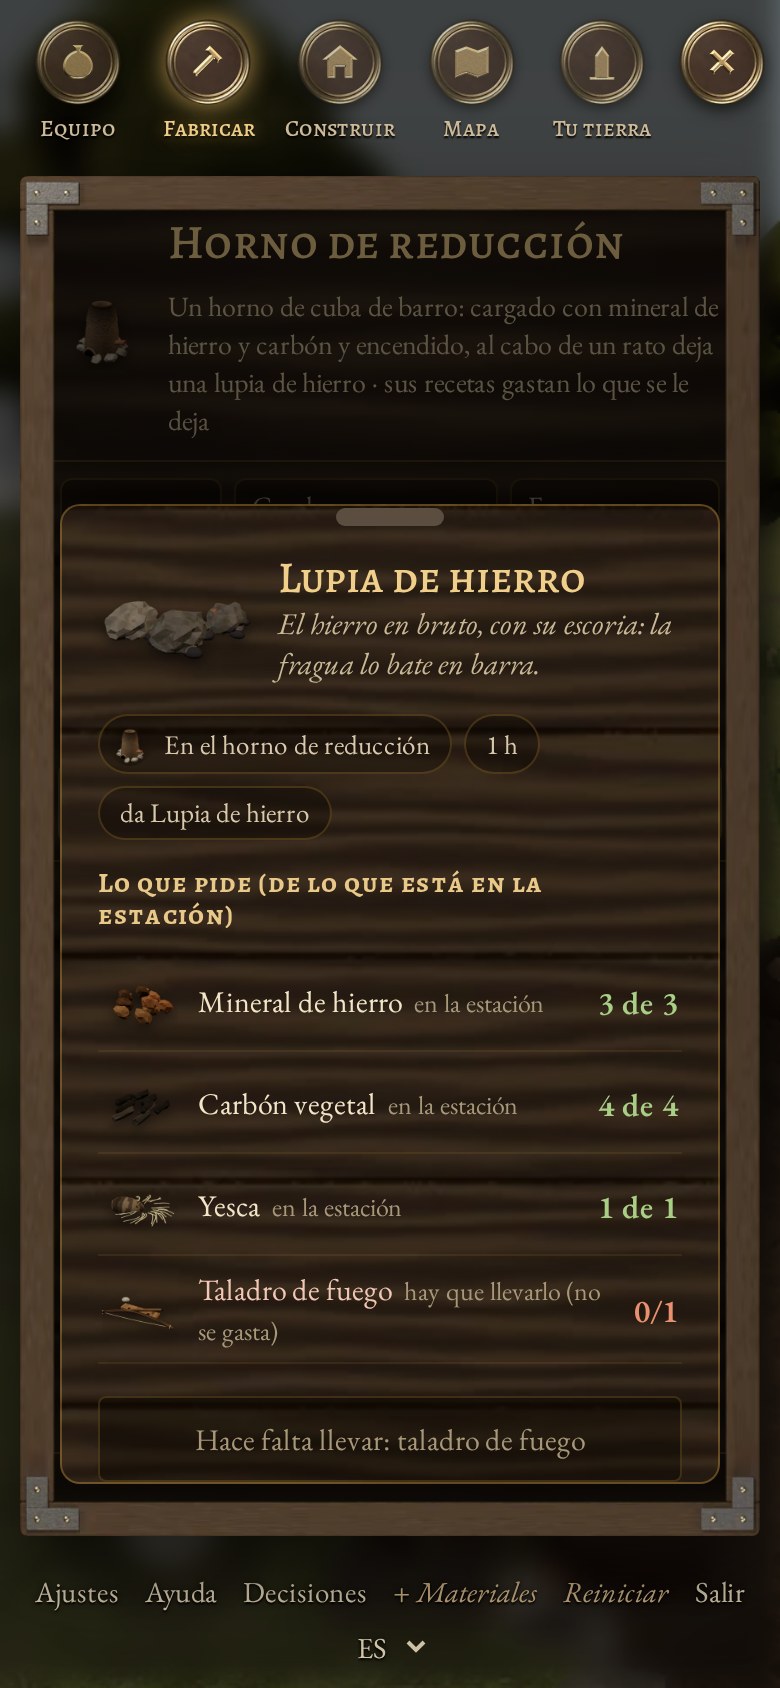 Equipo
Fabricar
Construir
Mapa
Tu tierra
Horno de reducción
Un horno de cuba de barro: cargado con mineral de
hierro y carbón y encendido, al cabo de un rato deja
una lupia de hierro · sus recetas gastan lo que se le
deja
Lupia de hierro
El hierro en bruto, con su escoria: la
fragua lo bate en barra.
En el horno de reducción
1 h
da Lupia de hierro
Lo que pide (de lo que está en la
estación)
Mineral de hierro en la estación 3 de 3
Carbón vegetal en la estación 4 de 4
Yesca en la estación 1 de 1
Taladro de fuego hay que llevarlo (no
se gasta) 0/1
Hace falta llevar: taladro de fuego
Ajustes Ayuda Decisiones + Materiales Reiniciar Salir
ES